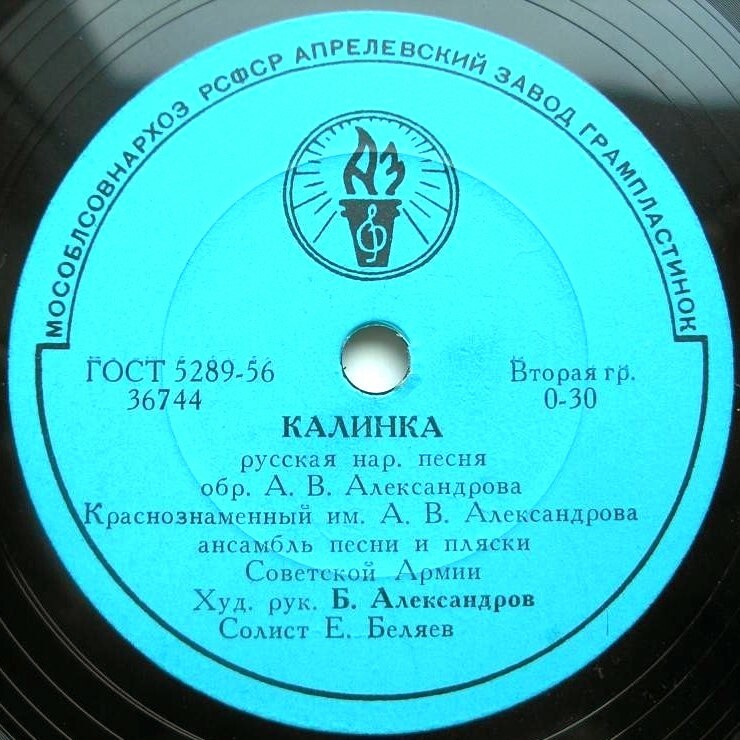 МОСОБЛСОВНАРХОЗ РСФСР АПРЕЛЕВСКИЙ ЗАВОД ГРАМПЛАСТИНОК
АЗ
ГОСТ 5289-56
36744
Вторая гр.
0-30
КАЛИНКА
русская нар. песня
обр. А. В. Александрова
Краснознаменный им. А. В. Александрова
ансамбль песни и пляски
Советской Армии
Худ. рук. Б. Александров
Солист Е. Беляев